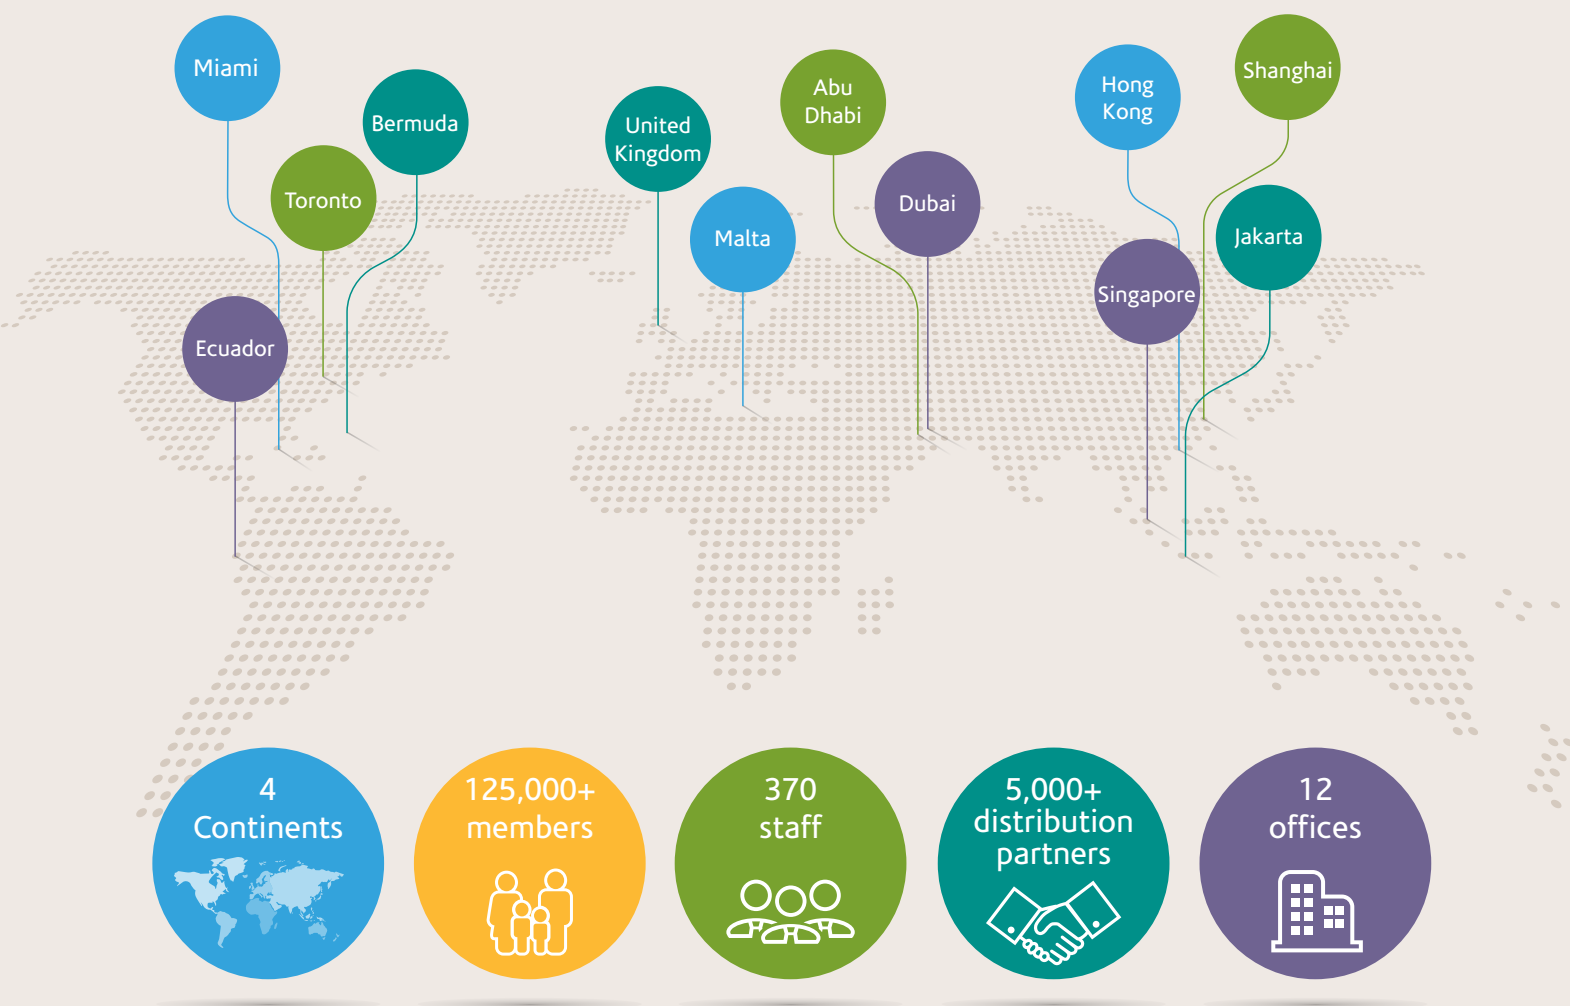 Miami
Toronto
Bermuda
Ecuador
United
Kingdom
Malta
Abu
Dhabi
Dubai
Hong
Kong
Shanghai
Singapore
Jakarta
4
Continents
125,000+
members
370
staff
5,000+
distribution
partners
12
offices